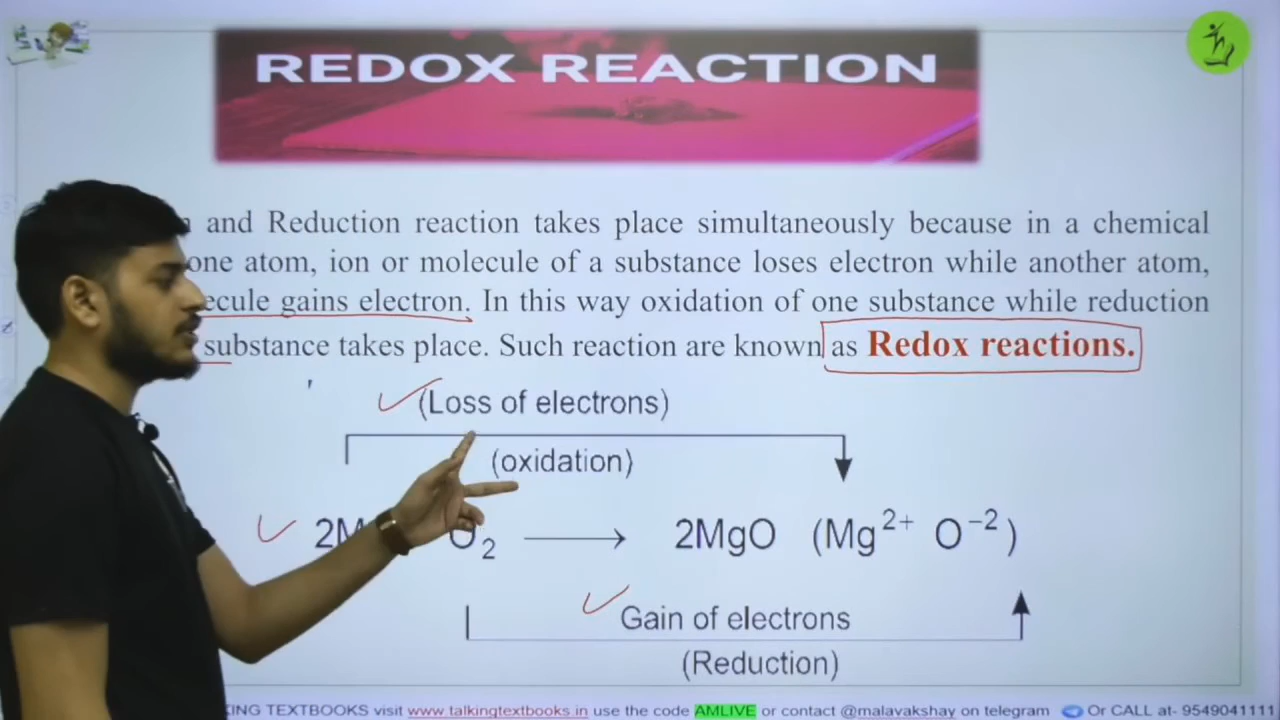 REDOX REACTION
and Reduction reaction takes place simultaneously because in a chemical
one atom, ion or molecule of a substance loses electron while another atom,
ecule gains electron. In this way oxidation of one substance while reduction
substance takes place. Such reaction are known as Redox reactions.
(Loss of electrons)
(oxidation)
2M O₂ ⟶ 2MgO (Mg²⁺ O⁻²)
Gain of electrons
(Reduction)
KING TEXTBOOKS visit www.talkingtextbooks.in use the code AMLIVE or contact @malavakshay on telegram Or CALL at- 9549041111